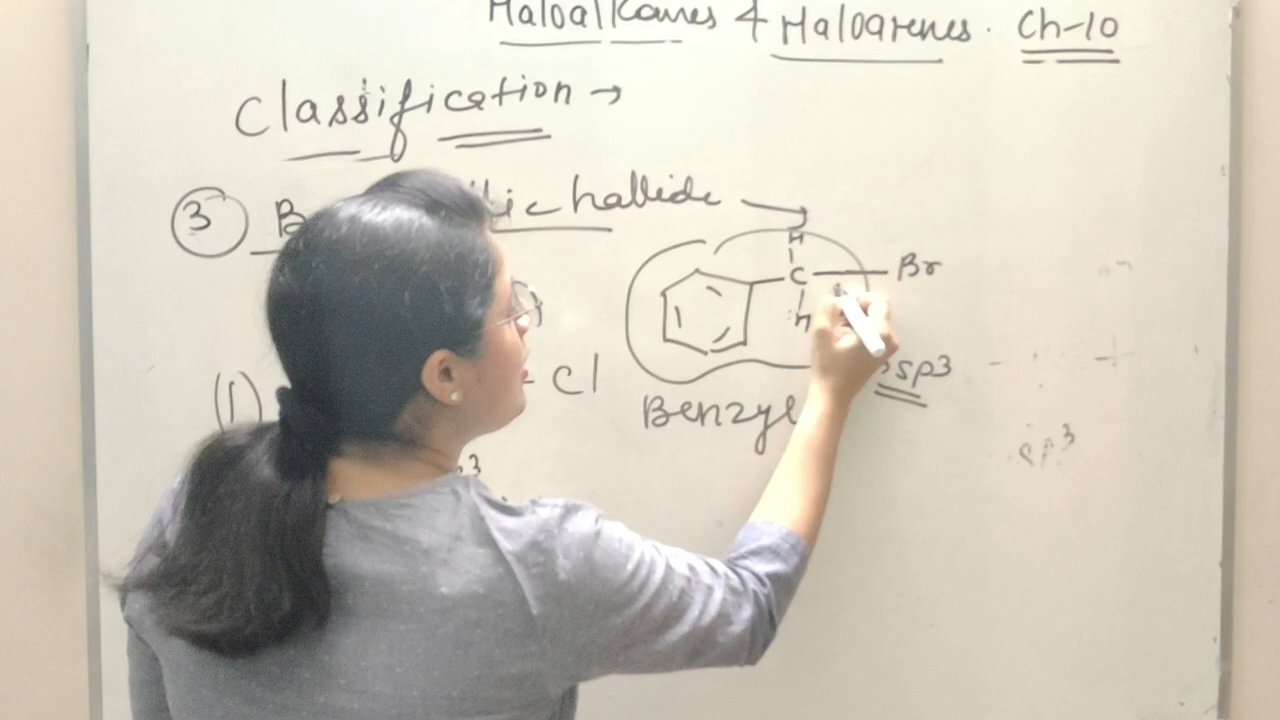 Haloalkanes & Haloarenes. Ch-10
Classification →
③ B lic halide →
H
C — Br
H
(1) - Cl
sp3
Benzyl
sp³